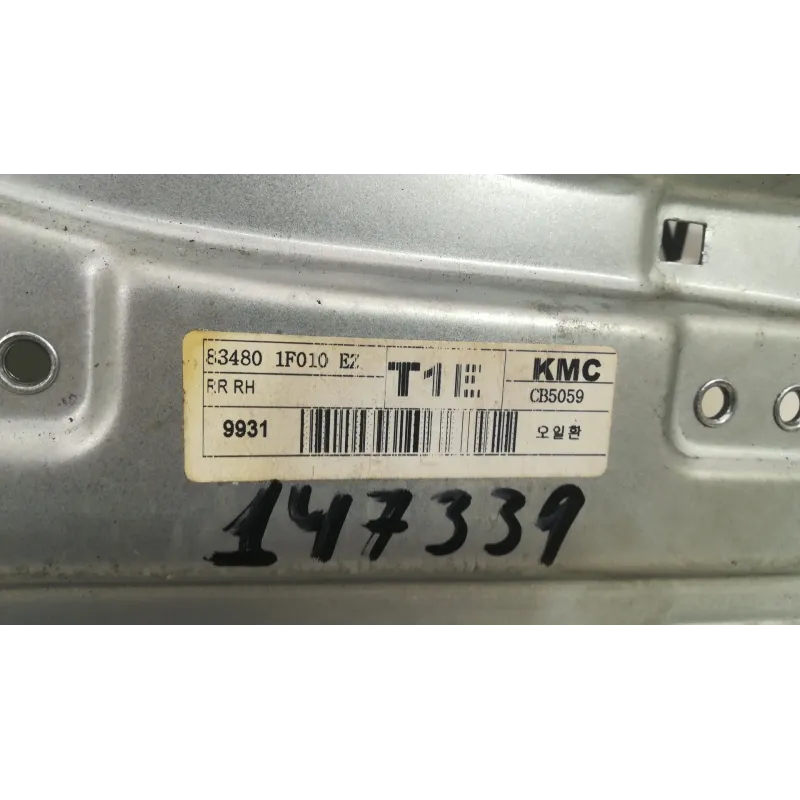 83480 1F010 EZ T1E KMC
RR RH CB5059
9931 오일환
147339